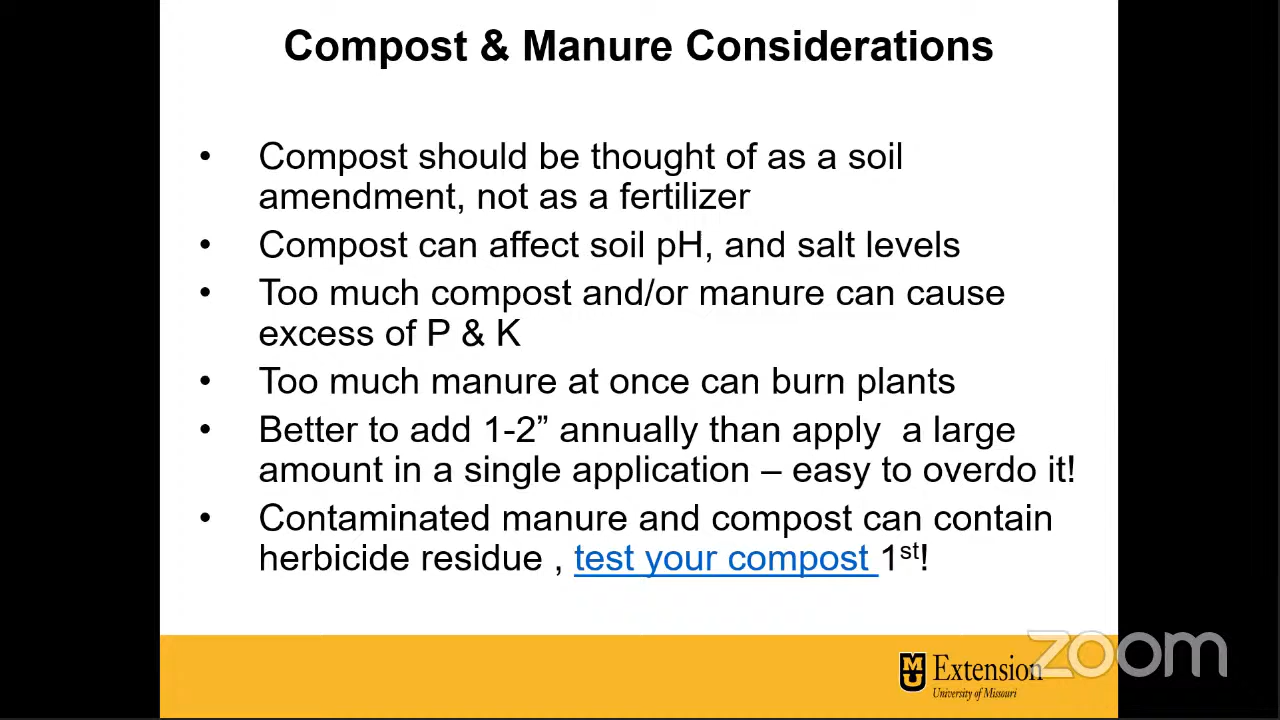 Compost & Manure Considerations
• Compost should be thought of as a soil
amendment, not as a fertilizer
• Compost can affect soil pH, and salt levels
• Too much compost and/or manure can cause
excess of P & K
• Too much manure at once can burn plants
• Better to add 1-2” annually than apply  a large
amount in a single application – easy to overdo it!
• Contaminated manure and compost can contain
herbicide residue , test your compost 1st!
MU Extension
University of Missouri
zoom